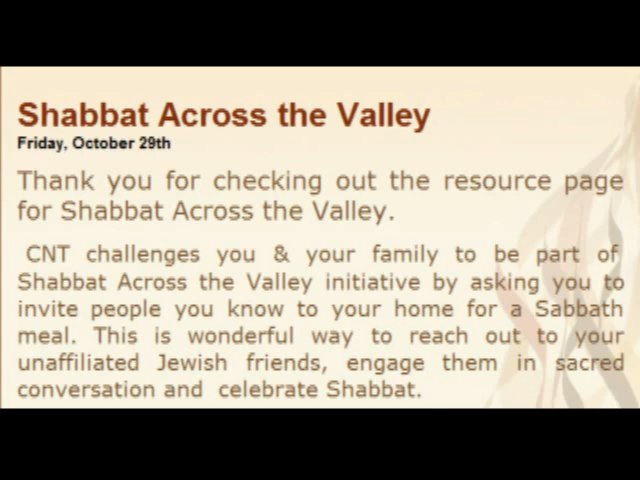 Shabbat Across the Valley
Friday, October 29th
Thank you for checking out the resource page
for Shabbat Across the Valley.
CNT challenges you & your family to be part of
Shabbat Across the Valley initiative by asking you to
invite people you know to your home for a Sabbath
meal. This is wonderful way to reach out to your
unaffiliated Jewish friends, engage them in sacred
conversation and celebrate Shabbat.